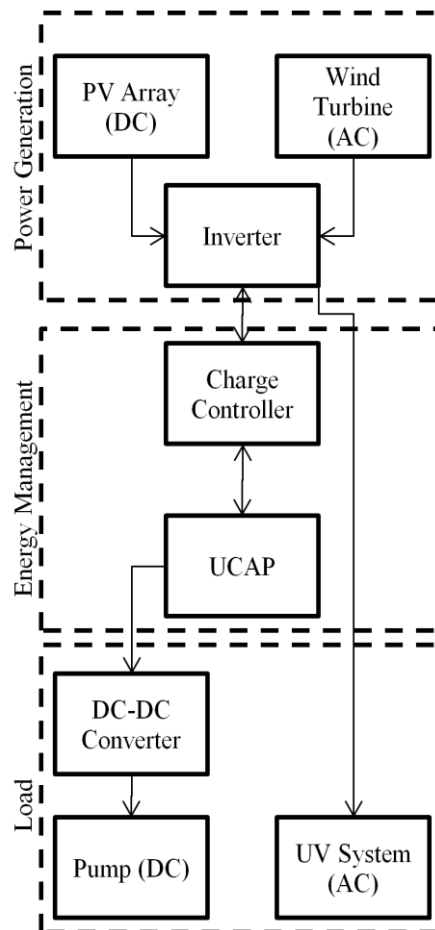 Power Generation
PV Array
(DC)
Wind
Turbine
(AC)
Inverter
Energy Management
Charge
Controller
UCAP
Load
DC-DC
Converter
Pump (DC)
UV System
(AC)